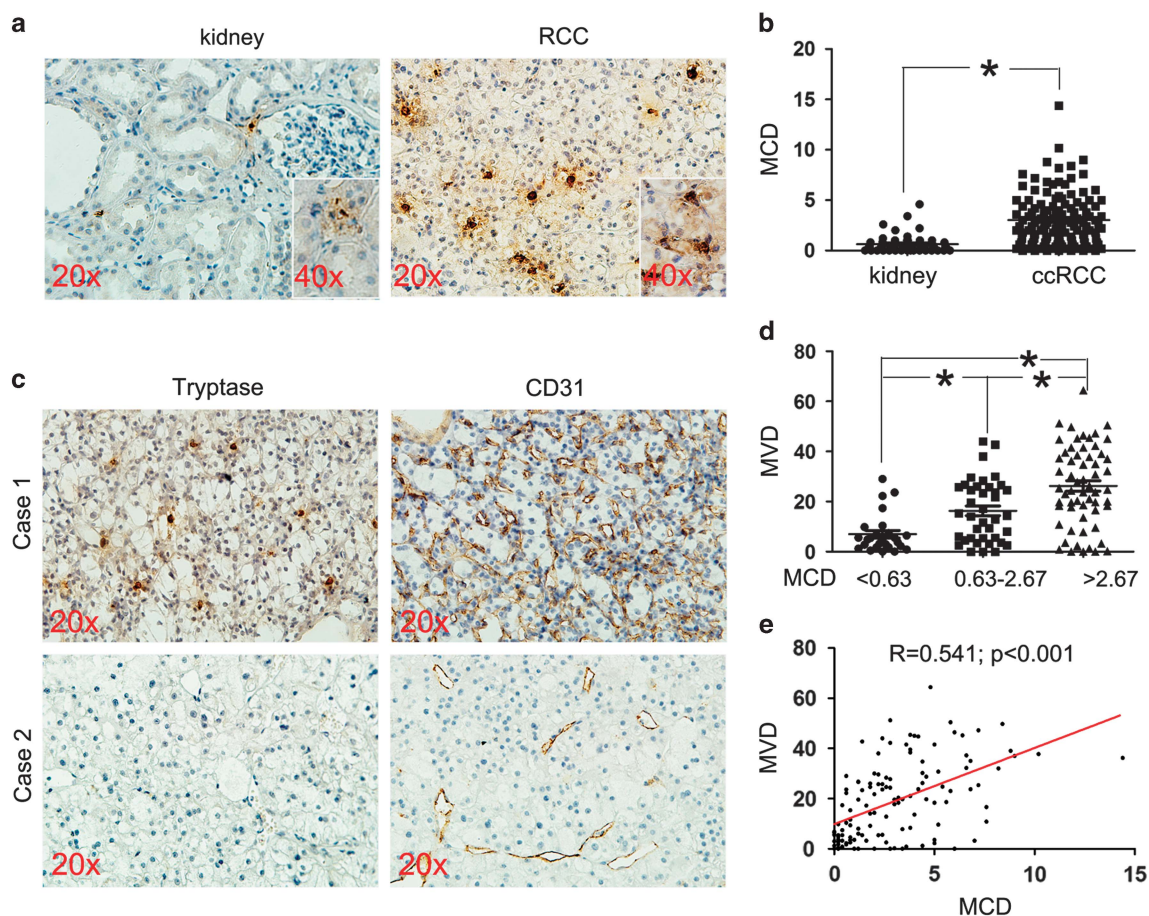 a
kidney
RCC
20x
40x
20x
40x
b
20
15
10
5
0
MCD
*
kidney
ccRCC
c
Tryptase
CD31
Case 1
20x
20x
Case 2
20x
20x
d
80
60
40
20
0
MVD
*
* *
MCD <0.63 0.63-2.67 >2.67
e
R=0.541; p<0.001
80
60
40
20
0
MVD
0 5 10 15
MCD